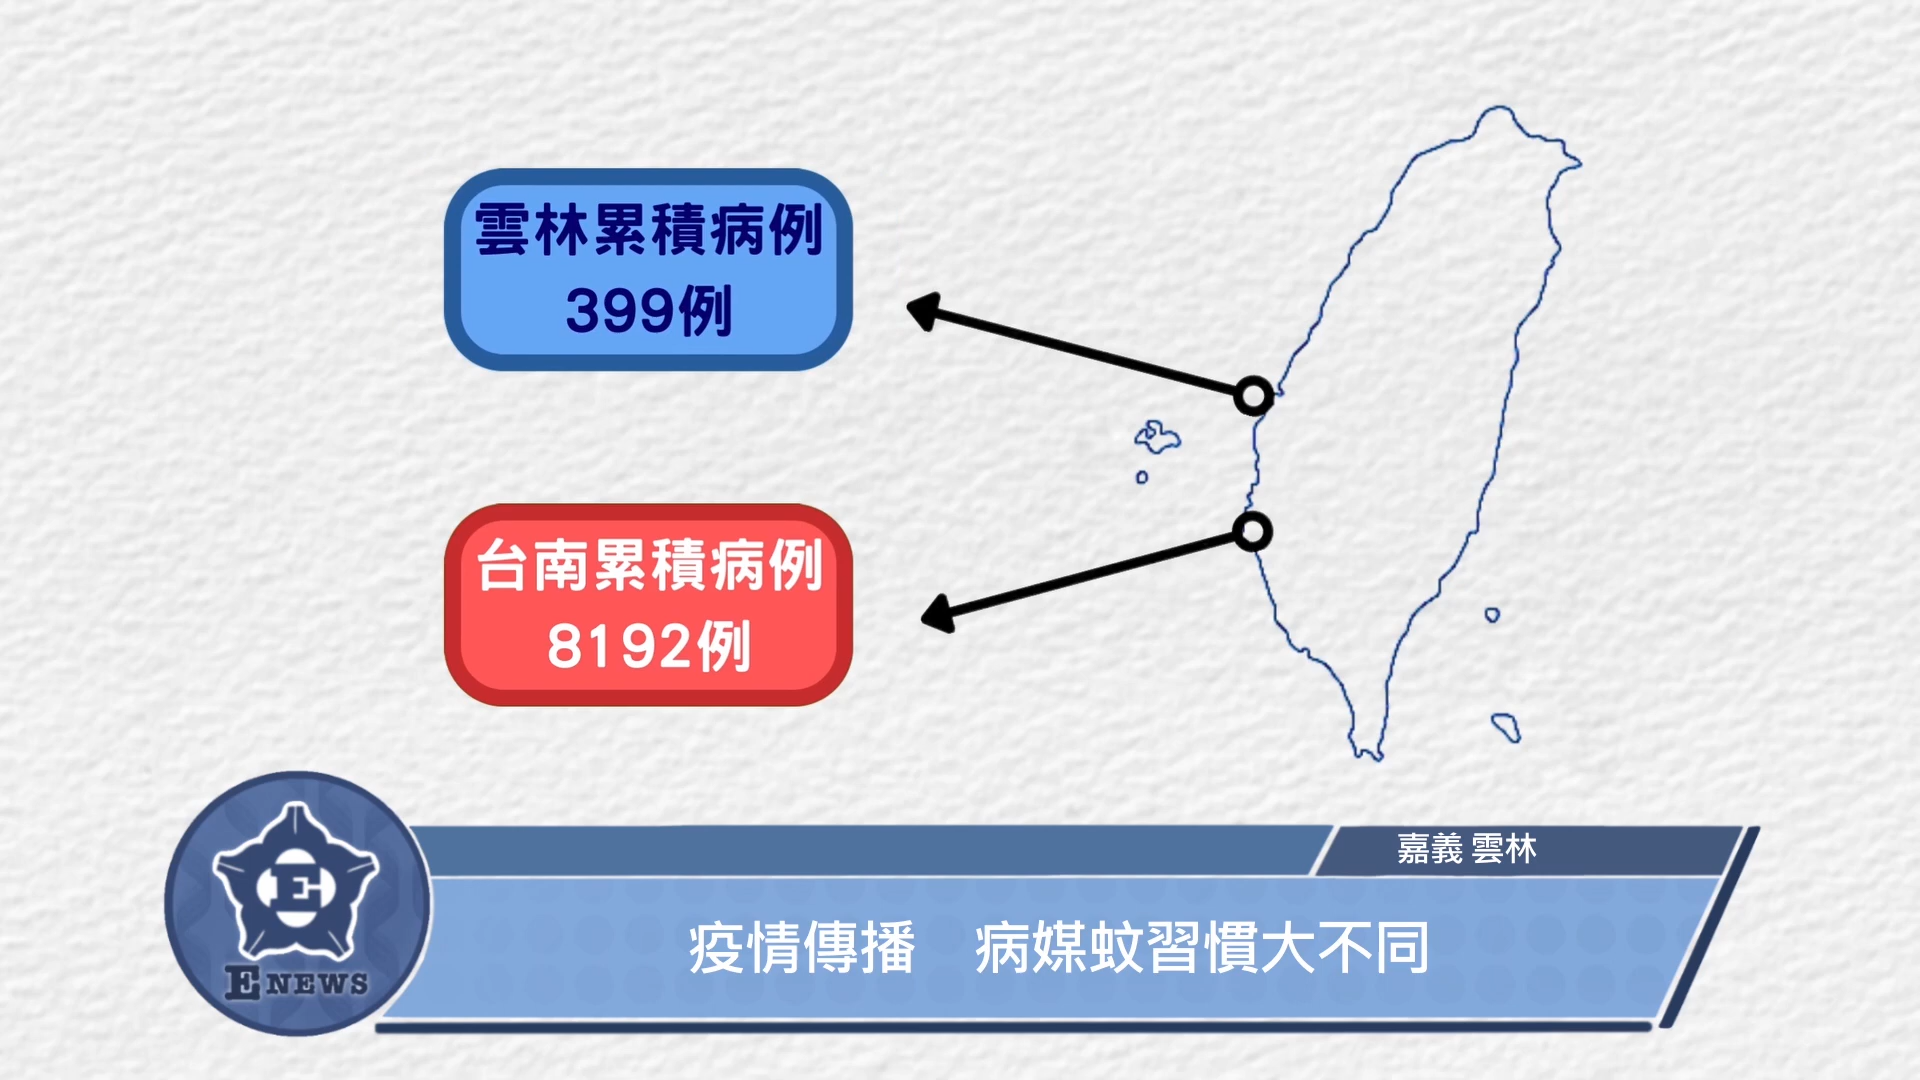 雲林累積病例
399例
台南累積病例
8192例
嘉義 雲林
疫情傳播　病媒蚊習慣大不同
E
E NEWS